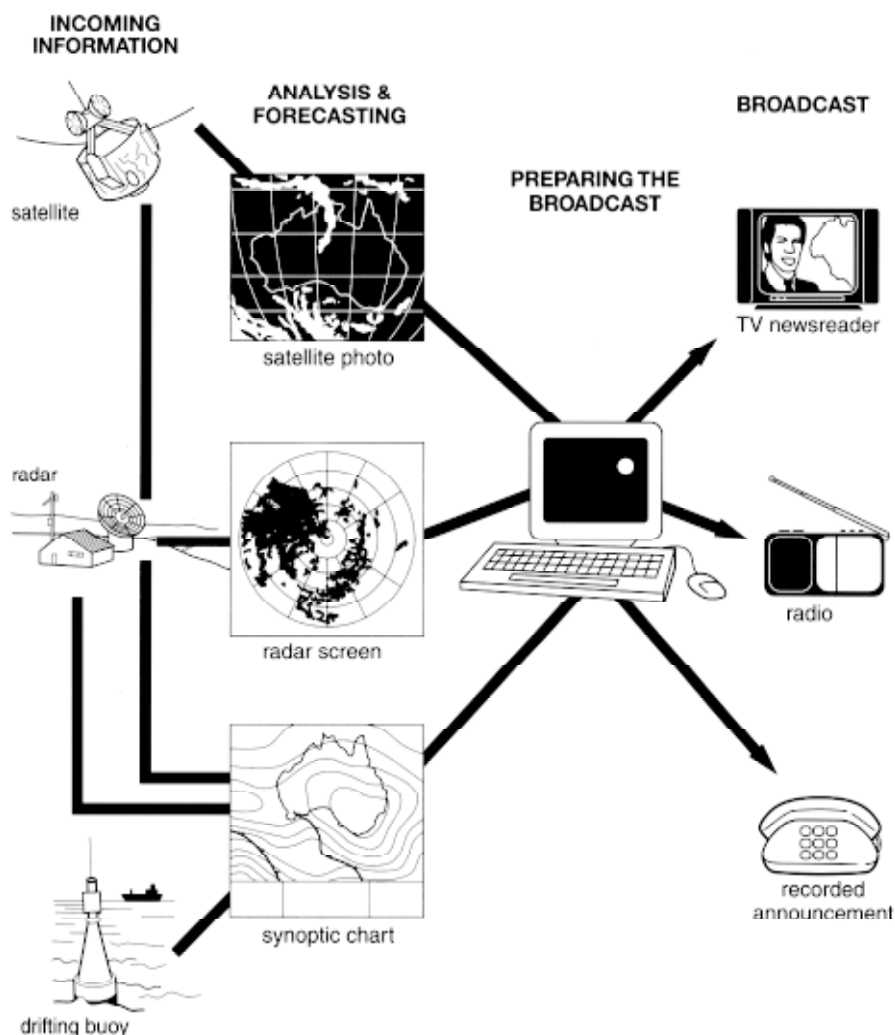 INCOMING
INFORMATION
ANALYSIS &
FORECASTING
PREPARING THE
BROADCAST
BROADCAST
satellite
satellite photo
TV newsreader
radar
radar screen
radio
synoptic chart
recorded
announcement
drifting buoy